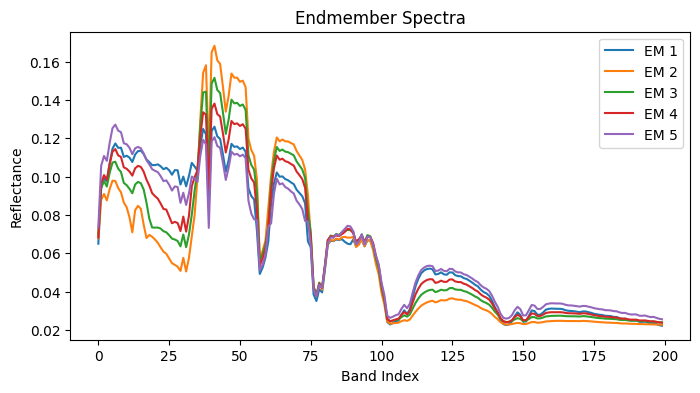 Endmember Spectra
Reflectance
0.16
0.14
0.12
0.10
0.08
0.06
0.04
0.02
EM 1
EM 2
EM 3
EM 4
EM 5
0 25 50 75 100 125 150 175 200
Band Index